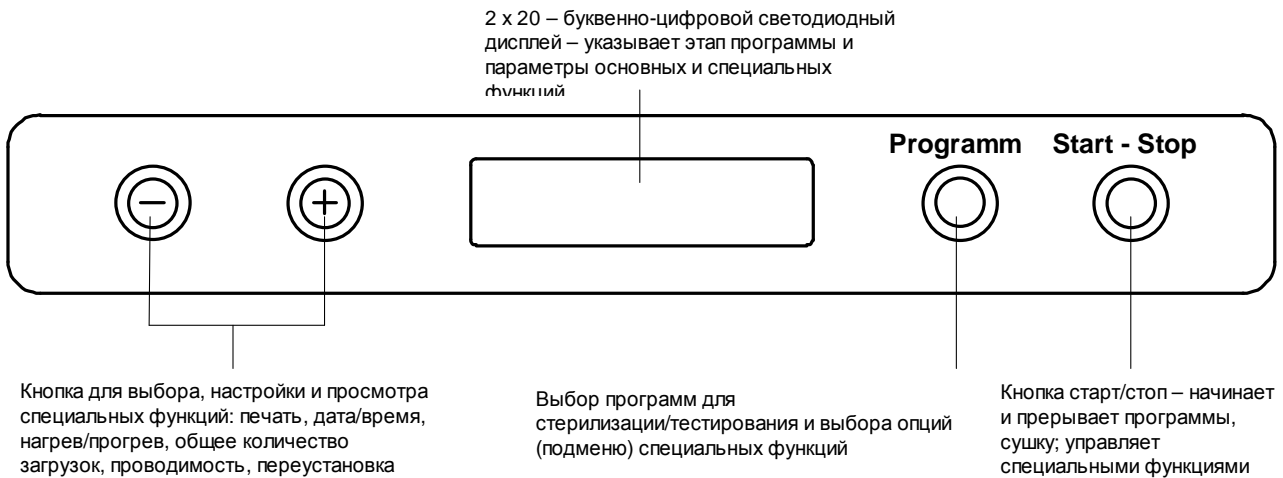 2 x 20 – буквенно-цифровой светодиодный
дисплей – указывает этап программы и
параметры основных и специальных
функций
Programm Start - Stop
Кнопка для выбора, настройки и просмотра
специальных функций: печать, дата/время,
нагрев/прогрев, общее количество
загрузок, проводимость, переустановка
Выбор программ для
стерилизации/тестирования и выбора опций
(подменю) специальных функций
Кнопка старт/стоп – начинает
и прерывает программы,
сушку; управляет
специальными функциями